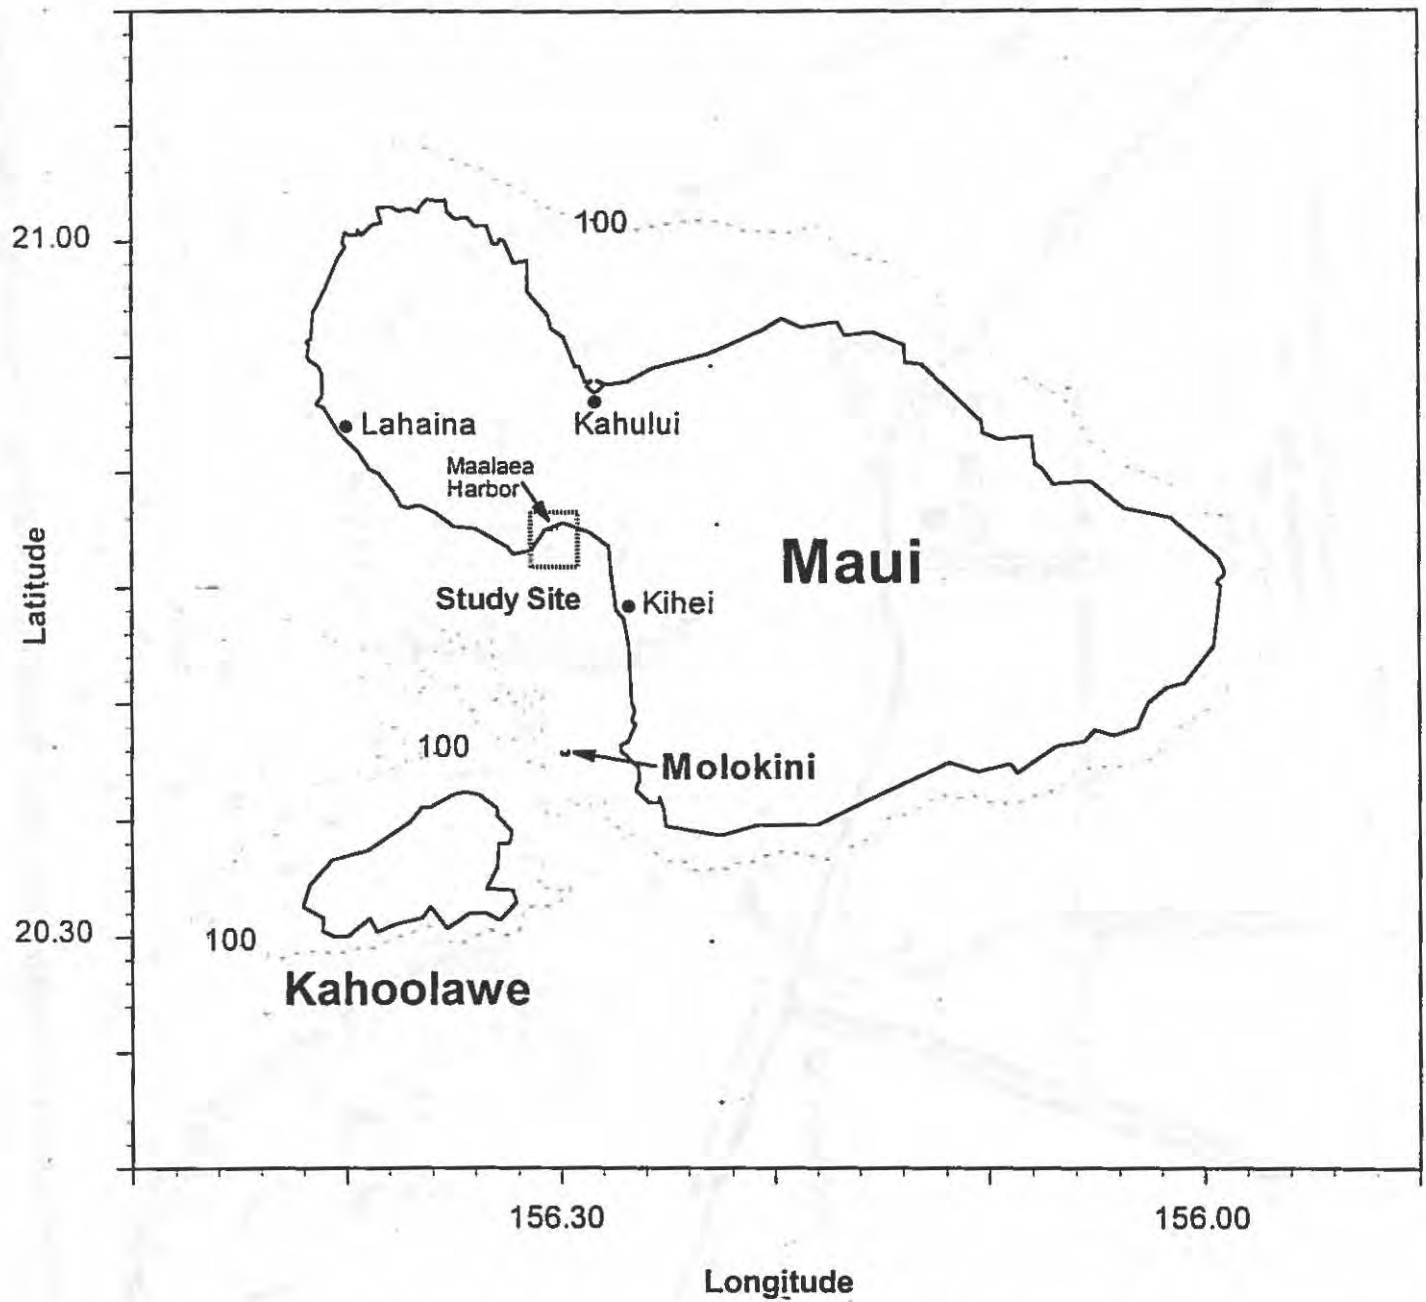 100
21.00
Lahaina
Kahului
Maalaea
Harbor
Maui
Study Site
Kihei
Latitude
100
Molokini
20.30
100
Kahoolawe
156.30
156.00
Longitude